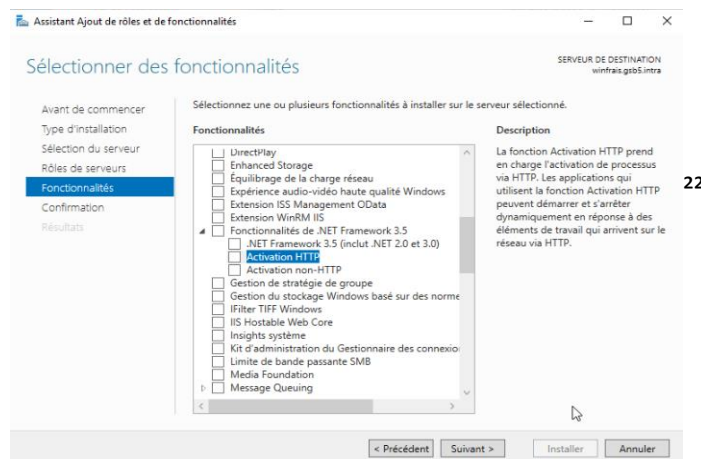 Assistant Ajout de rôles et de fonctionnalités
Sélectionner des fonctionnalités
SERVEUR DE DESTINATION
winfrais.gsb5.intra
Avant de commencer
Type d'installation
Sélection du serveur
Rôles de serveurs
Fonctionnalités
Confirmation
Résultats
Sélectionnez une ou plusieurs fonctionnalités à installer sur le serveur sélectionné.
Fonctionnalités
DirectPlay
Enhanced Storage
Équilibrage de la charge réseau
Expérience audio-vidéo haute qualité Windows
Extension ISS Management OData
Extension WinRM IIS
Fonctionnalités de .NET Framework 3.5
.NET Framework 3.5 (inclut .NET 2.0 et 3.0)
Activation HTTP
Activation non-HTTP
Gestion de stratégie de groupe
Gestion du stockage Windows basé sur des norme
IFilter TIFF Windows
IIS Hostable Web Core
Insights système
Kit d'administration du Gestionnaire des connexio
Limite de bande passante SMB
Media Foundation
Message Queuing
Description
La fonction Activation HTTP prend
en charge l'activation de processus
via HTTP. Les applications qui
utilisent la fonction Activation HTTP
peuvent démarrer et s'arrêter
dynamiquement en réponse à des
éléments de travail qui arrivent sur le
réseau via HTTP.
22
< Précédent
Suivant >
Installer
Annuler